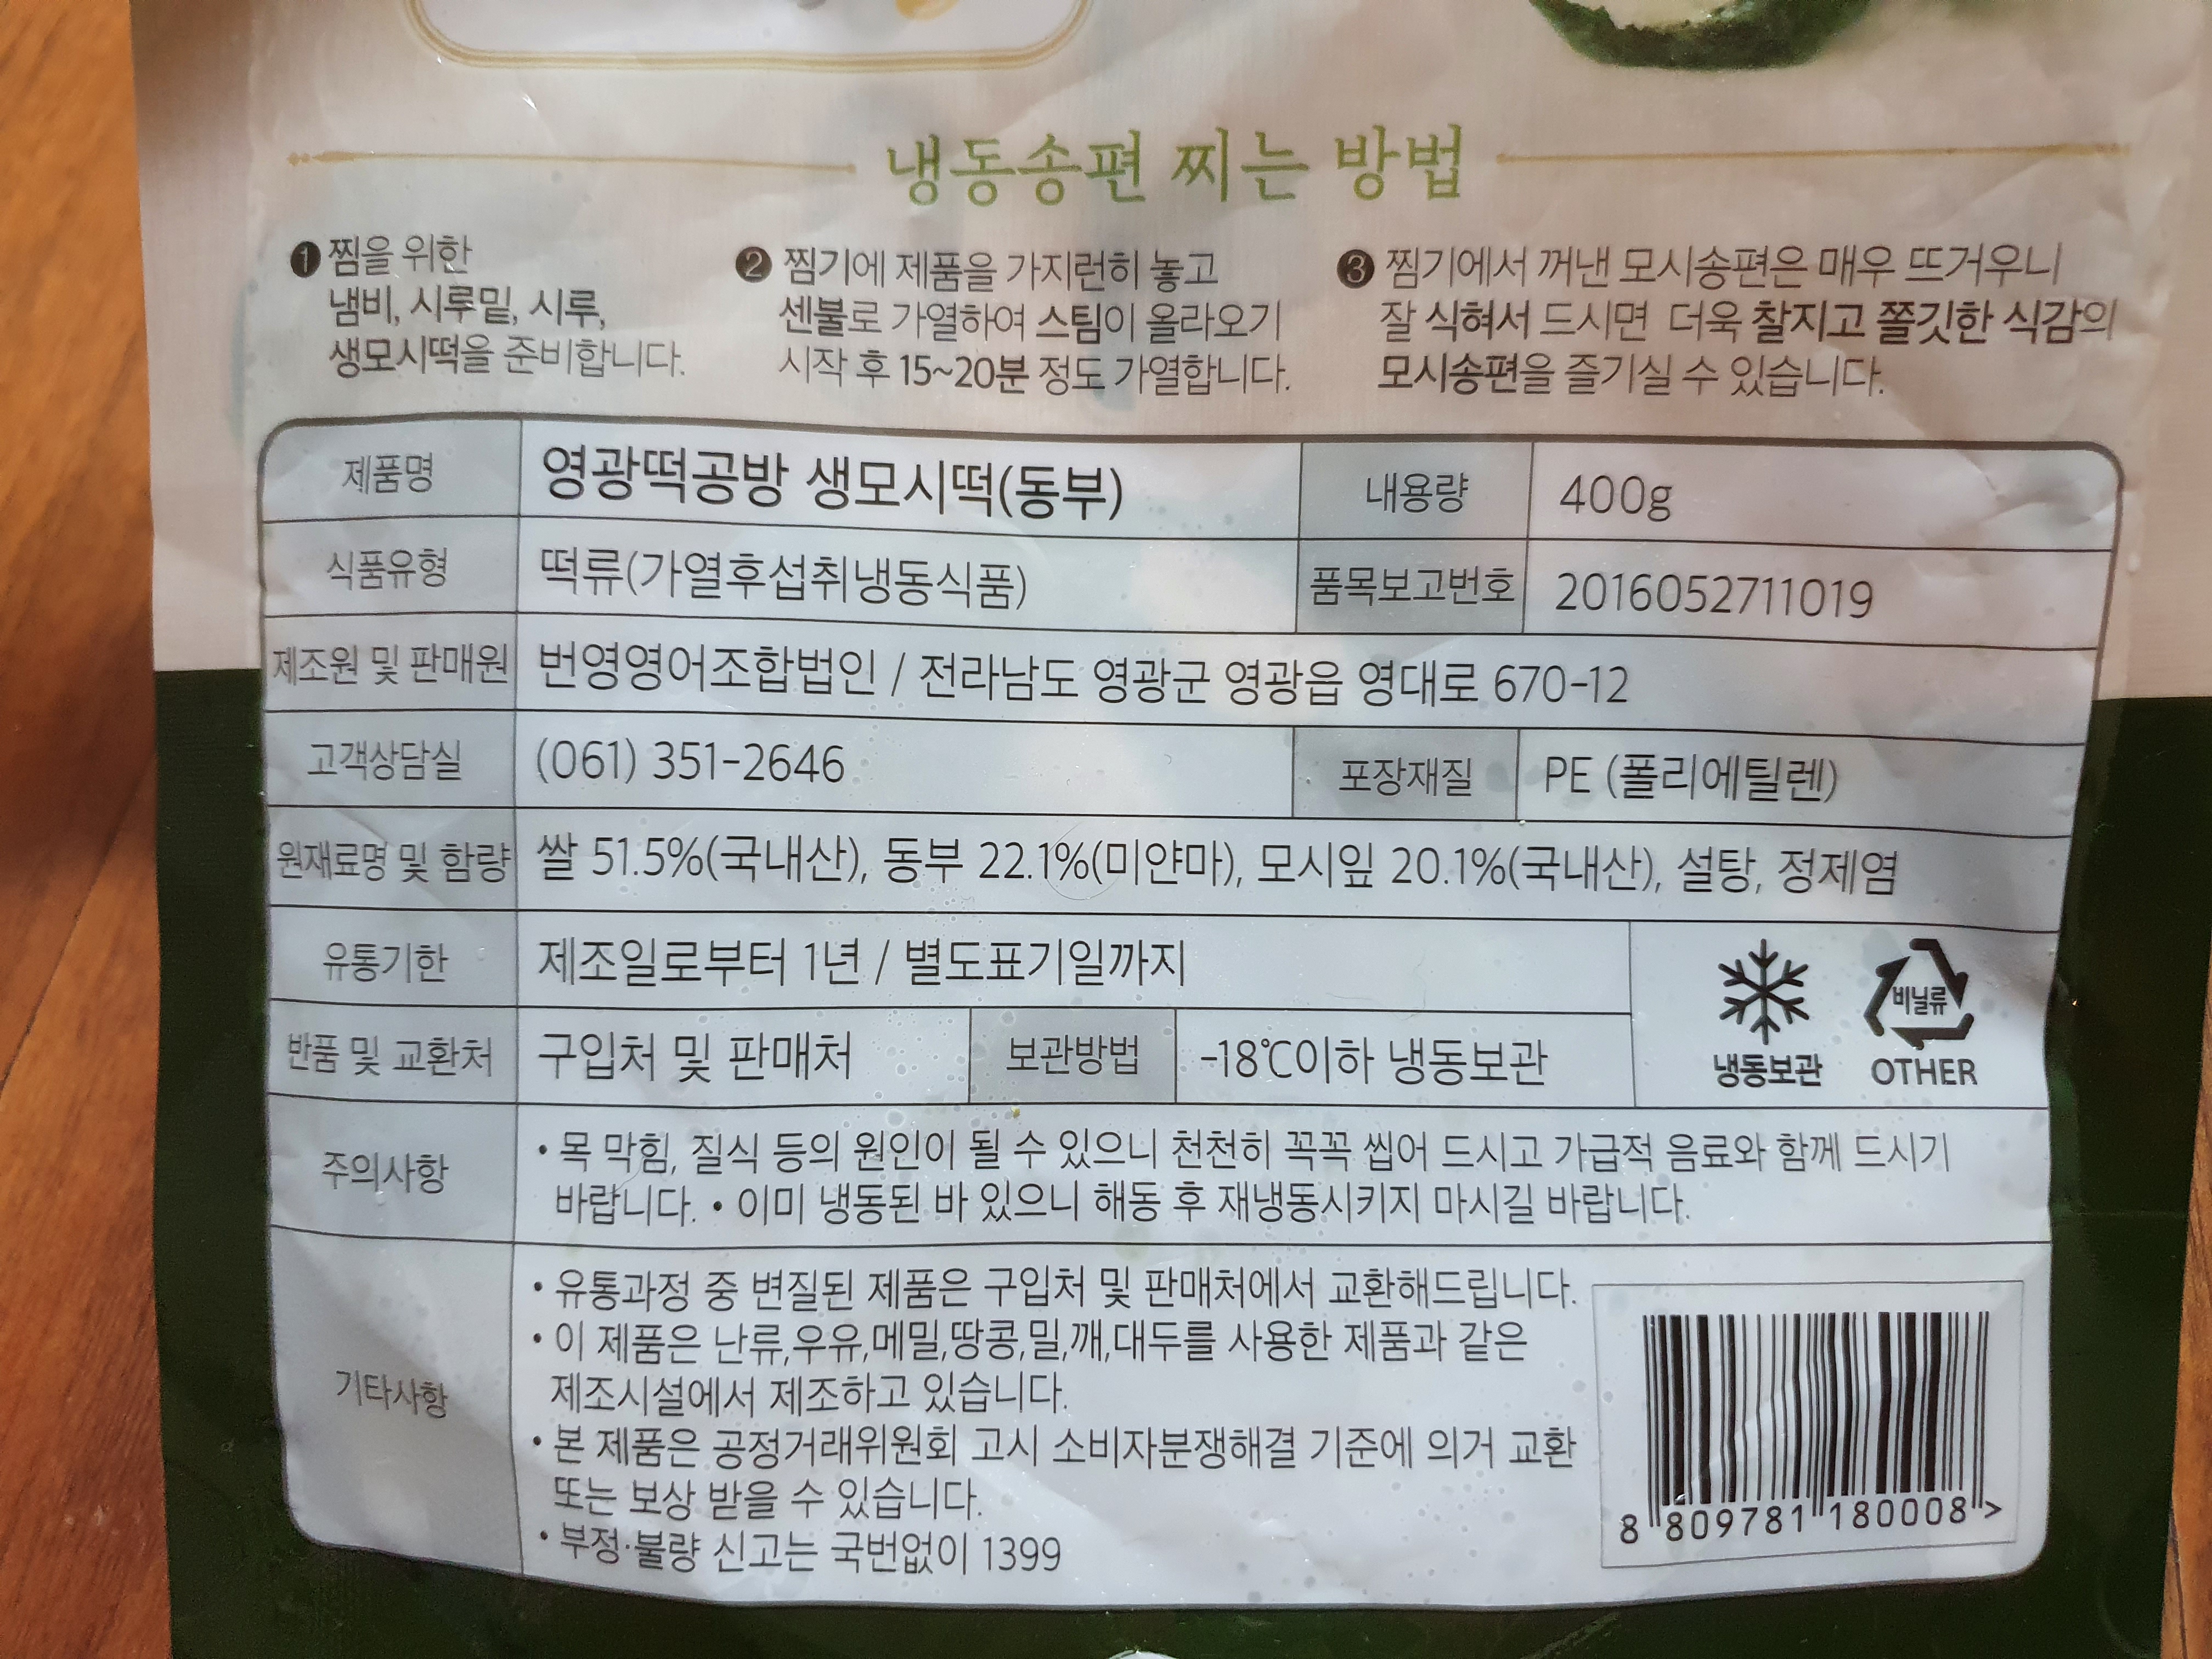 냉동송편 찌는 방법
❶ 찜을 위한
냄비, 시루밑, 시루,
생모시떡을 준비합니다.
❷ 찜기에 제품을 가지런히 놓고
센불로 가열하여 스팀이 올라오기
시작 후 15~20분 정도 가열합니다.
❸ 찜기에서 꺼낸 모시송편은 매우 뜨거우니
잘 식혀서 드시면 더욱 찰지고 쫄깃한 식감의
모시송편을 즐기실 수 있습니다.
제품명 영광떡공방 생모시떡(동부) 내용량 400g
식품유형 떡류(가열후섭취냉동식품) 품목보고번호 2016052711019
제조원 및 판매원 번영영어조합법인 / 전라남도 영광군 영광읍 영대로 670-12
고객상담실 (061) 351-2646 포장재질 PE (폴리에틸렌)
원재료명 및 함량 쌀 51.5%(국내산), 동부 22.1%(미얀마), 모시잎 20.1%(국내산), 설탕, 정제염
유통기한 제조일로부터 1년 / 별도표기일까지
비닐류
반품 및 교환처 구입처 및 판매처 보관방법 -18℃이하 냉동보관
냉동보관 OTHER
주의사항
• 목 막힘, 질식 등의 원인이 될 수 있으니 천천히 꼭꼭 씹어 드시고 가급적 음료와 함께 드시기
바랍니다. • 이미 냉동된 바 있으니 해동 후 재냉동시키지 마시길 바랍니다.
기타사항
• 유통과정 중 변질된 제품은 구입처 및 판매처에서 교환해드립니다.
• 이 제품은 난류,우유,메밀,땅콩,밀,깨,대두를 사용한 제품과 같은
제조시설에서 제조하고 있습니다.
• 본 제품은 공정거래위원회 고시 소비자분쟁해결 기준에 의거 교환
또는 보상 받을 수 있습니다.
• 부정·불량 신고는 국번없이 1399
8 809781 180008 >